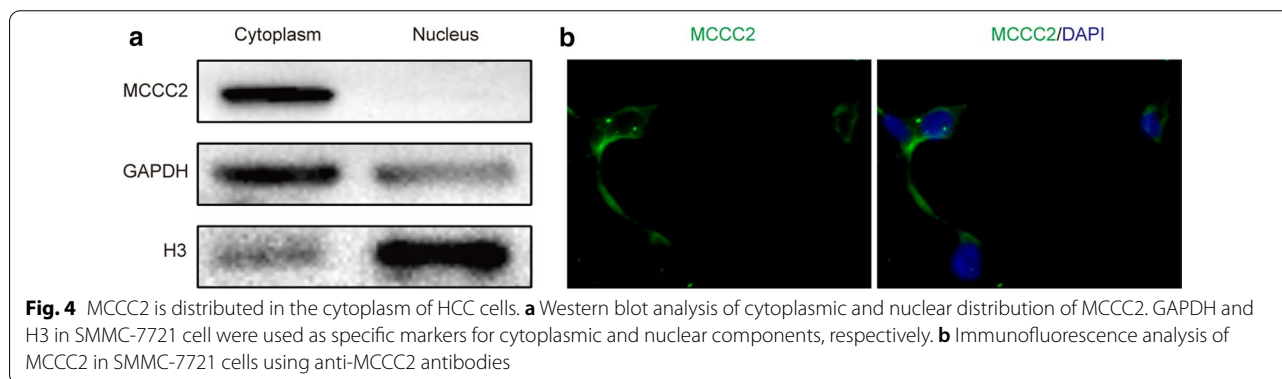 a
Cytoplasm Nucleus
MCCC2
GAPDH
H3
b
MCCC2 MCCC2/DAPI
Fig. 4 MCCC2 is distributed in the cytoplasm of HCC cells. a Western blot analysis of cytoplasmic and nuclear distribution of MCCC2. GAPDH and
H3 in SMMC-7721 cell were used as specific markers for cytoplasmic and nuclear components, respectively. b Immunofluorescence analysis of
MCCC2 in SMMC-7721 cells using anti-MCCC2 antibodies